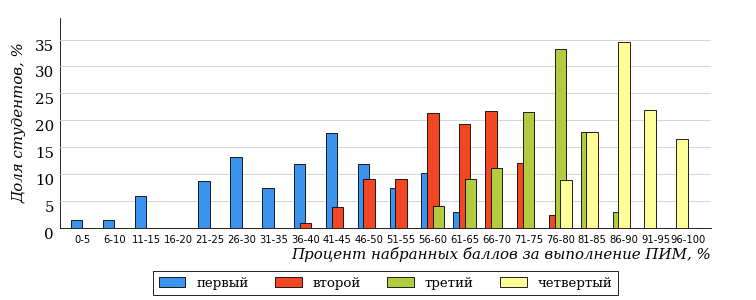 Доля студентов, %
35
30
25
20
15
10
5
0
0-5 6-10 11-15 16-20 21-25 26-30 31-35 36-40 41-45 46-50 51-55 56-60 61-65 66-70 71-75 76-80 81-85 86-90 91-95 96-100
Процент набранных баллов за выполнение ПИМ, %
первый второй третий четвертый